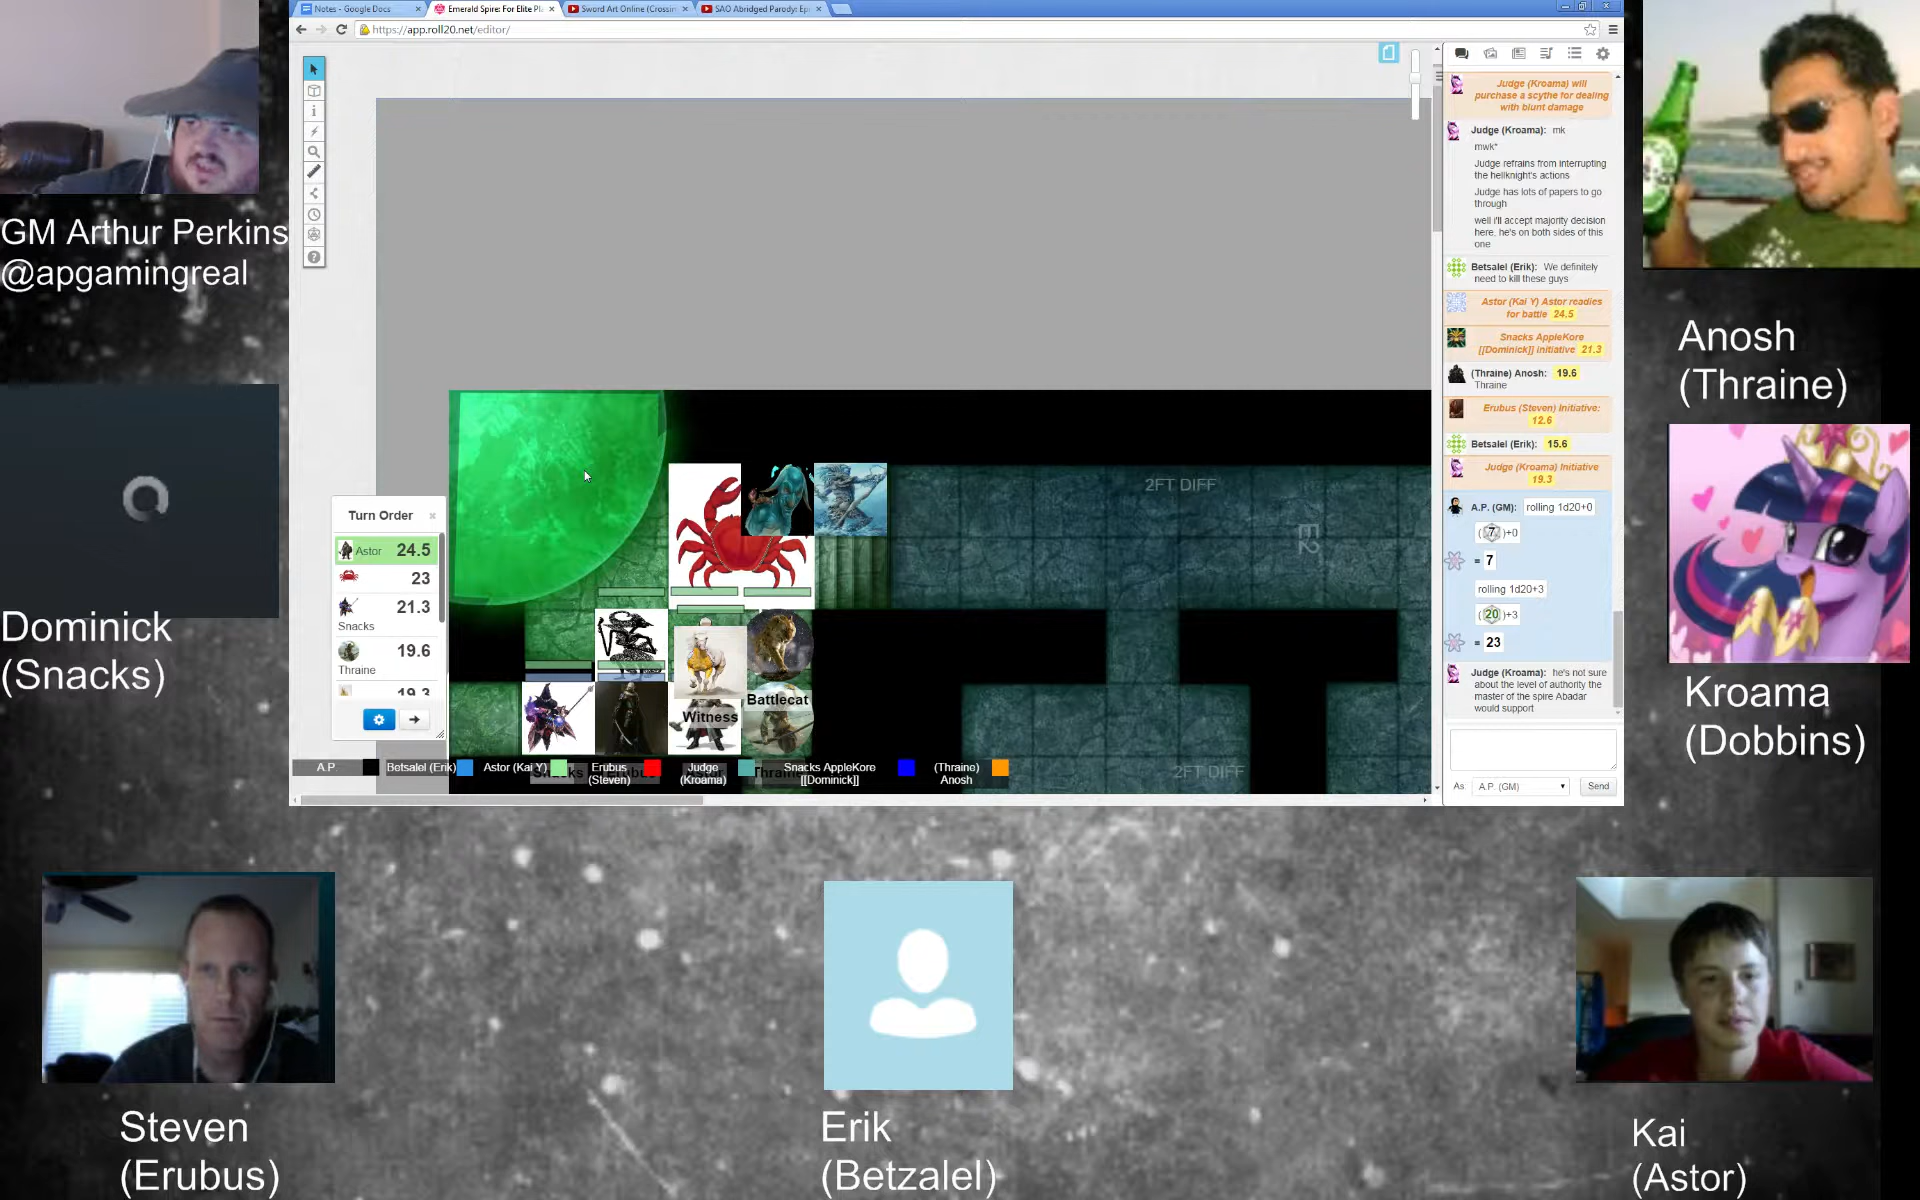 Notes - Google Docs
Emerald Spire: For Elite Pl
Sword Art Online (Crossin
SAO Abridged Parody: Ep
https://app.roll20.net/editor/
GM Arthur Perkins
@apgamingreal
Dominick
(Snacks)
Anosh
(Thraine)
Kroama
(Dobbins)
Steven
(Erubus)
Erik
(Betzalel)
Kai
(Astor)
Turn Order
Astor 24.5
23
21.3
Snacks
19.6
Thraine
19.3
2FT DIFF
E2
Battlecat
Witness
2FT DIFF
A.P.
Betsalel (Erik)
Astor (Kai Y)
Erubus
(Steven)
Judge
(Kroama)
Snacks AppleKore
[[Dominick]]
(Thraine)
Anosh
Judge (Kroama) will
purchase a scythe for dealing
with blunt damage
Judge (Kroama): mk
mwk*
Judge refrains from interrupting
the hellknight's actions
Judge has lots of papers to go
through
well i'll accept majority decision
here, he's on both sides of this
one
Betsalel (Erik): We definitely
need to kill these guys
Astor (Kai Y) Astor readies
for battle 24.5
Snacks AppleKore
[[Dominick]] initiative 21.3
(Thraine) Anosh: 19.6
Thraine
Erubus (Steven) Initiative:
12.6
Betsalel (Erik): 15.6
Judge (Kroama) Initiative
19.3
A.P. (GM): rolling 1d20+0
(7)+0
= 7
rolling 1d20+3
(20)+3
= 23
Judge (Kroama): he's not sure
about the level of authority the
master of the spire Abadar
would support
As: A.P. (GM)
Send